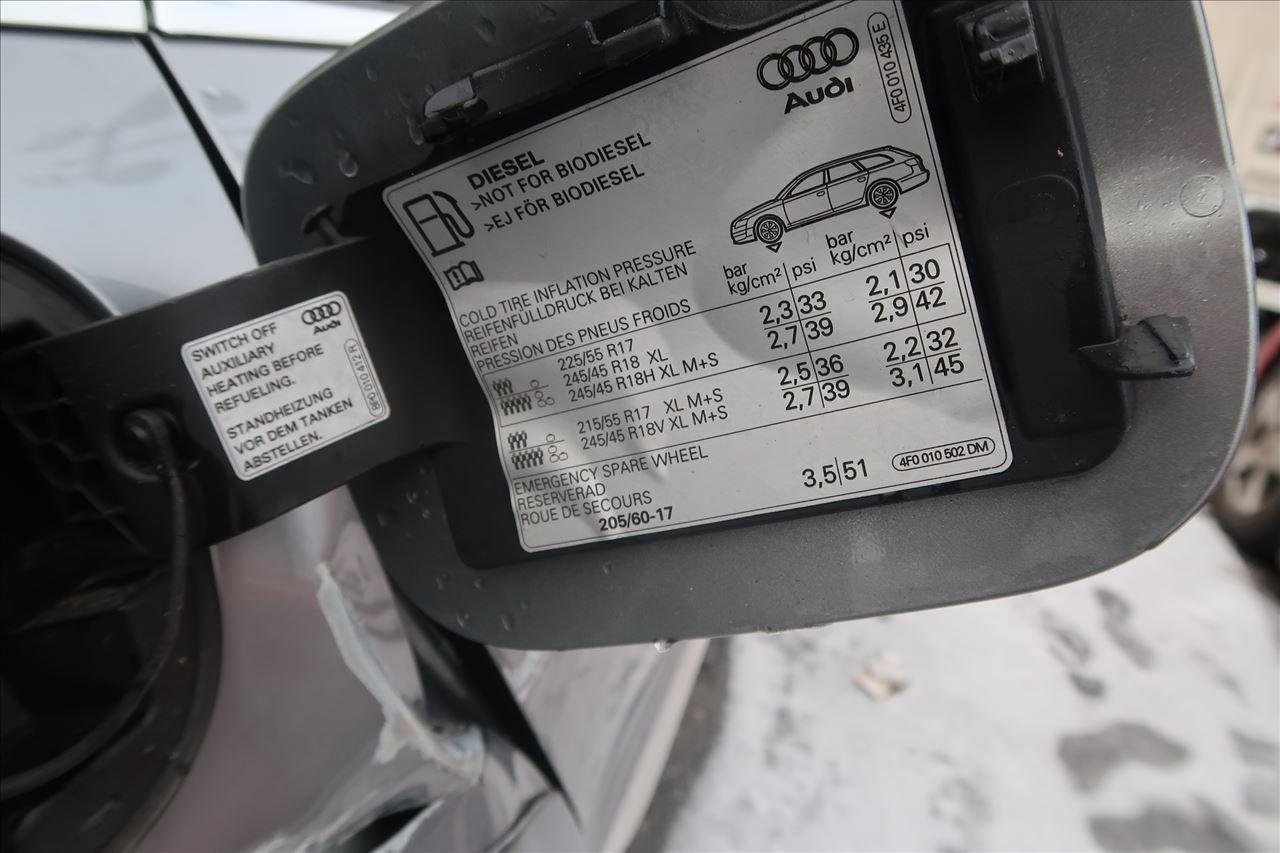 SWITCH OFF
AUXILIARY
HEATING BEFORE
REFUELING.
STANDHEIZUNG
VOR DEM TANKEN
ABSTELLEN.
Audi
8P0 010 412 R
DIESEL
>NOT FOR BIODIESEL
>EJ FÖR BIODIESEL
Audi
4F0 010 435 E
COLD TIRE INFLATION PRESSURE
REIFENFÜLLDRUCK BEI KALTEN
REIFEN
PRESSION DES PNEUS FROIDS
bar kg/cm² psi bar kg/cm² psi
225/55 R17
245/45 R18 XL
245/45 R18H XL M+S
2,3 33 2,1 30
2,7 39 2,9 42
215/55 R17 XL M+S
245/45 R18V XL M+S
2,5 36 2,2 32
2,7 39 3,1 45
EMERGENCY SPARE WHEEL
RESERVERAD
ROUE DE SECOURS
205/60-17
3,5 51
4F0 010 502 DM